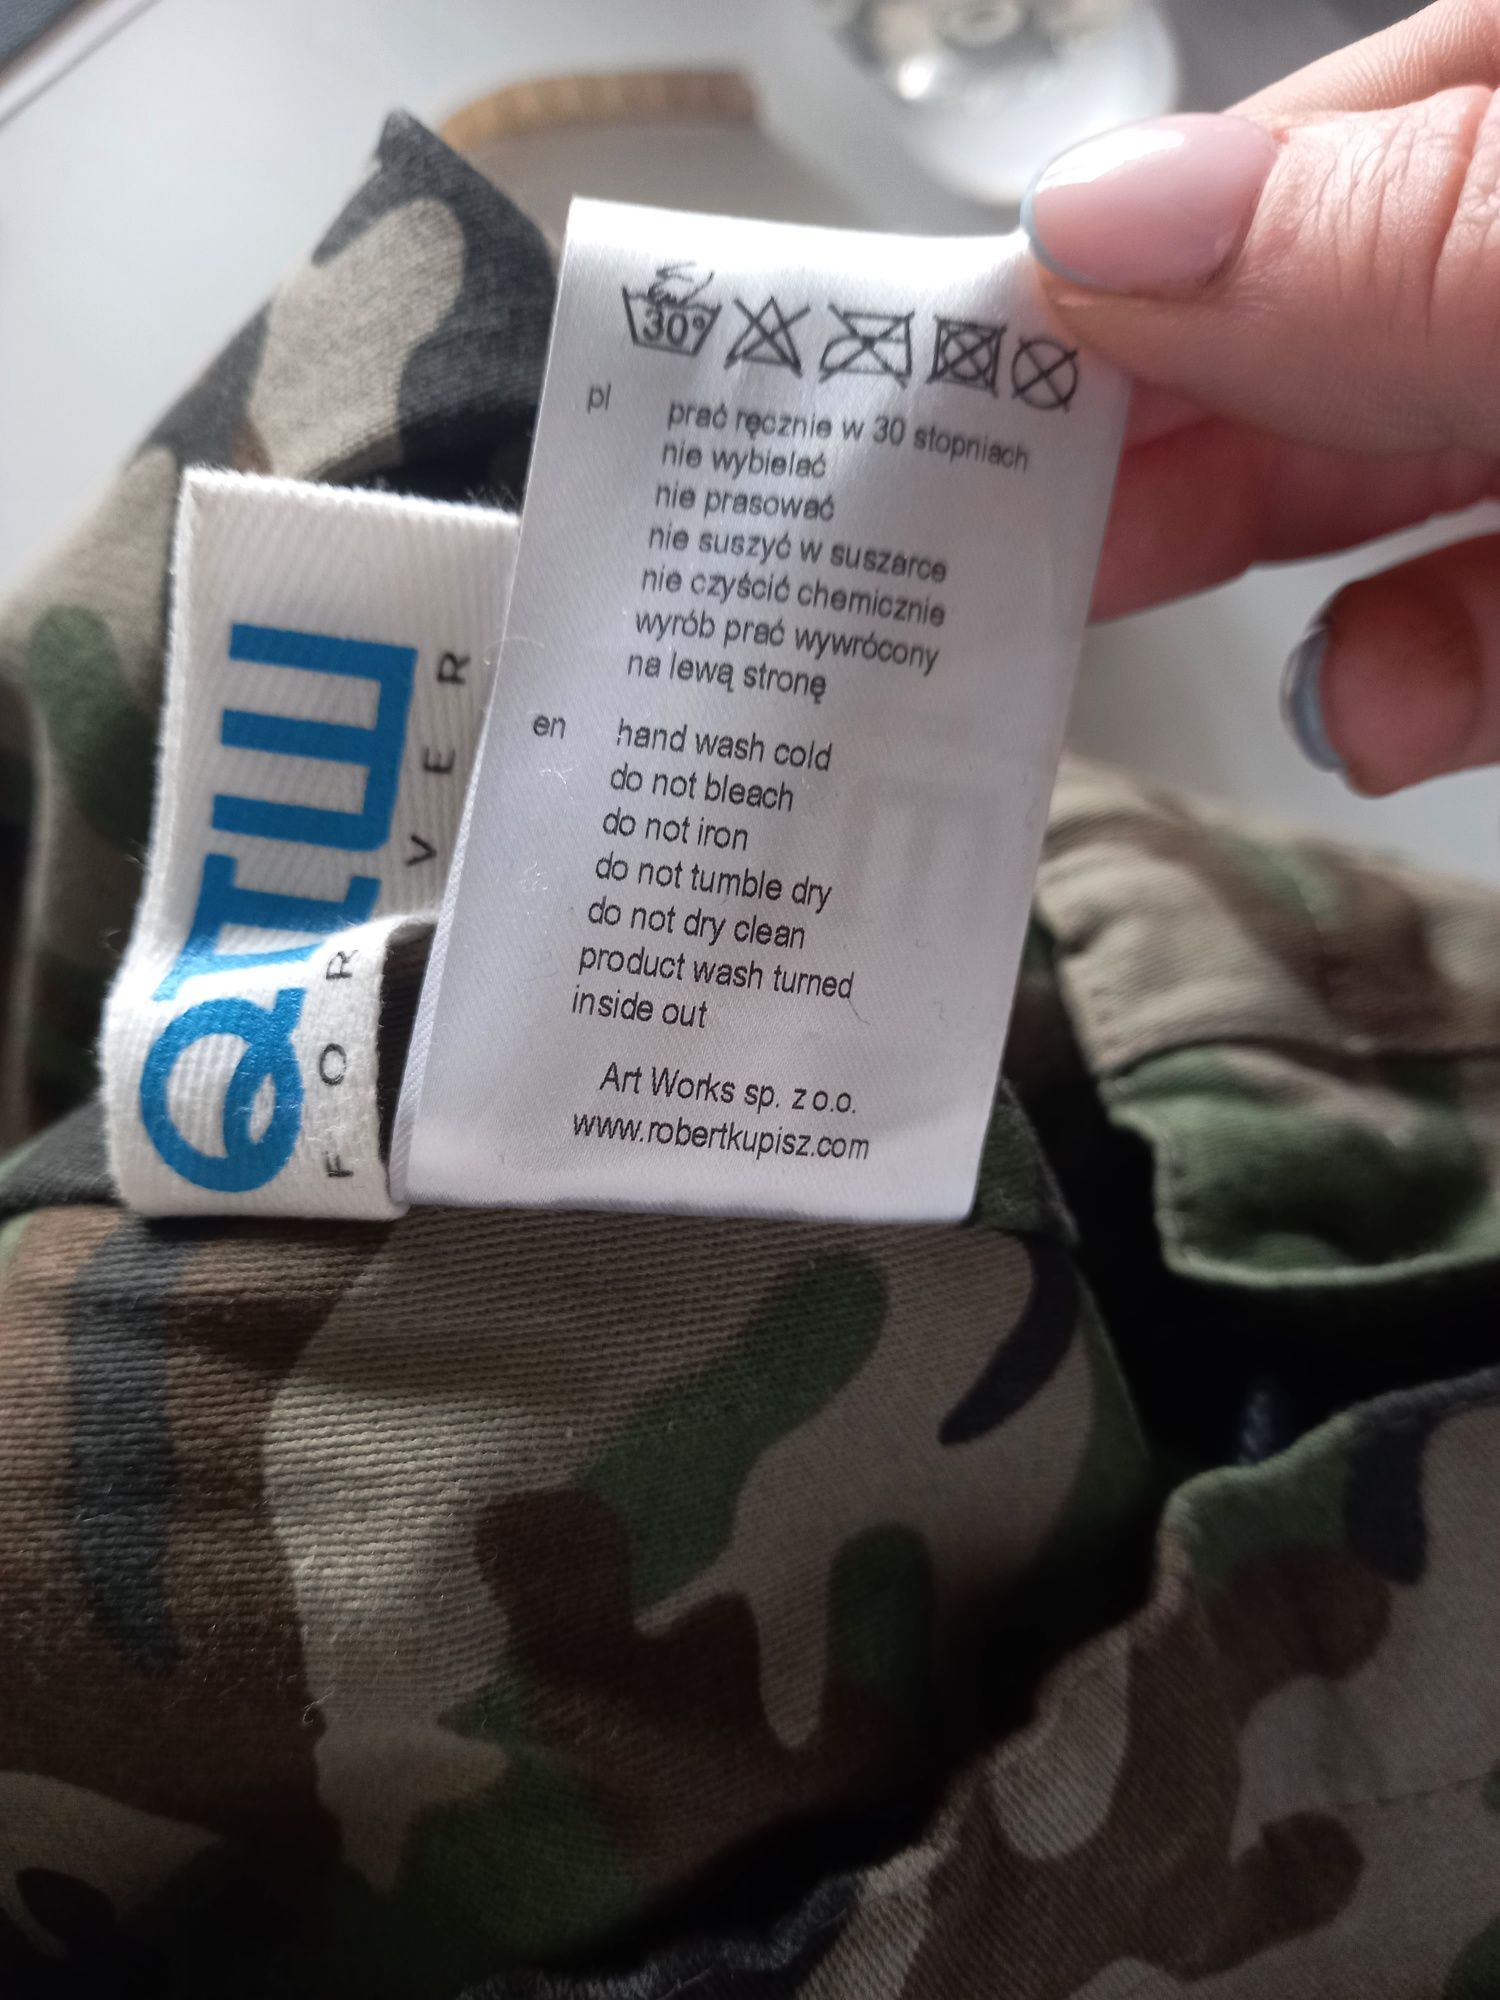 30°
pl
prać ręcznie w 30 stopniach
nie wybielać
nie prasować
nie suszyć w suszarce
nie czyścić chemicznie
wyrób prać wywrócony
na lewą stronę
en
hand wash cold
do not bleach
do not iron
do not tumble dry
do not dry clean
product wash turned
inside out
Art Works sp. z o.o.
www.robertkupisz.com
FOR VER